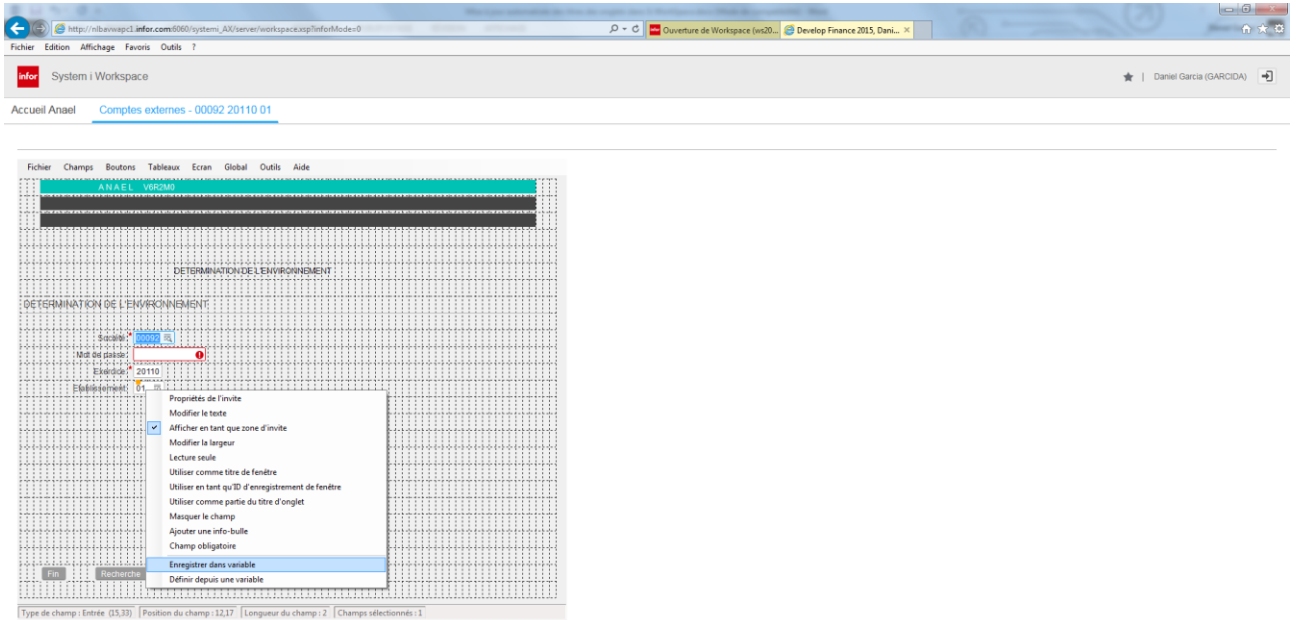 http://nlbavwapc1.infor.com:6060/systemi_AX/server/workspace.xsp?inforMode=0
Ouverture de Workspace (ws20...
Develop Finance 2015, Dani...
Fichier Edition Affichage Favoris Outils ?
infor System i Workspace
Daniel Garcia (GARCIDA)
Accueil Anael Comptes externes - 00092 20110 01
Fichier Champs Boutons Tableaux Ecran Global Outils Aide
A N A E L V6R2M0
DETERMINATION DE L'ENVIRONNEMENT
DETERMINATION DE L'ENVIRONNEMENT
Société * 00092
Mot de passe
Exercice * 20110
Etablissement 01
Propriétés de l'invite
Modifier le texte
Afficher en tant que zone d'invite
Modifier la largeur
Lecture seule
Utiliser comme titre de fenêtre
Utiliser en tant qu'ID d'enregistrement de fenêtre
Utiliser comme partie du titre d'onglet
Masquer le champ
Ajouter une info-bulle
Champ obligatoire
Enregistrer dans variable
Définir depuis une variable
Fin Recherche
Type de champ : Entrée (15,33) Position du champ : 12,17 Longueur du champ : 2 Champs sélectionnés : 1